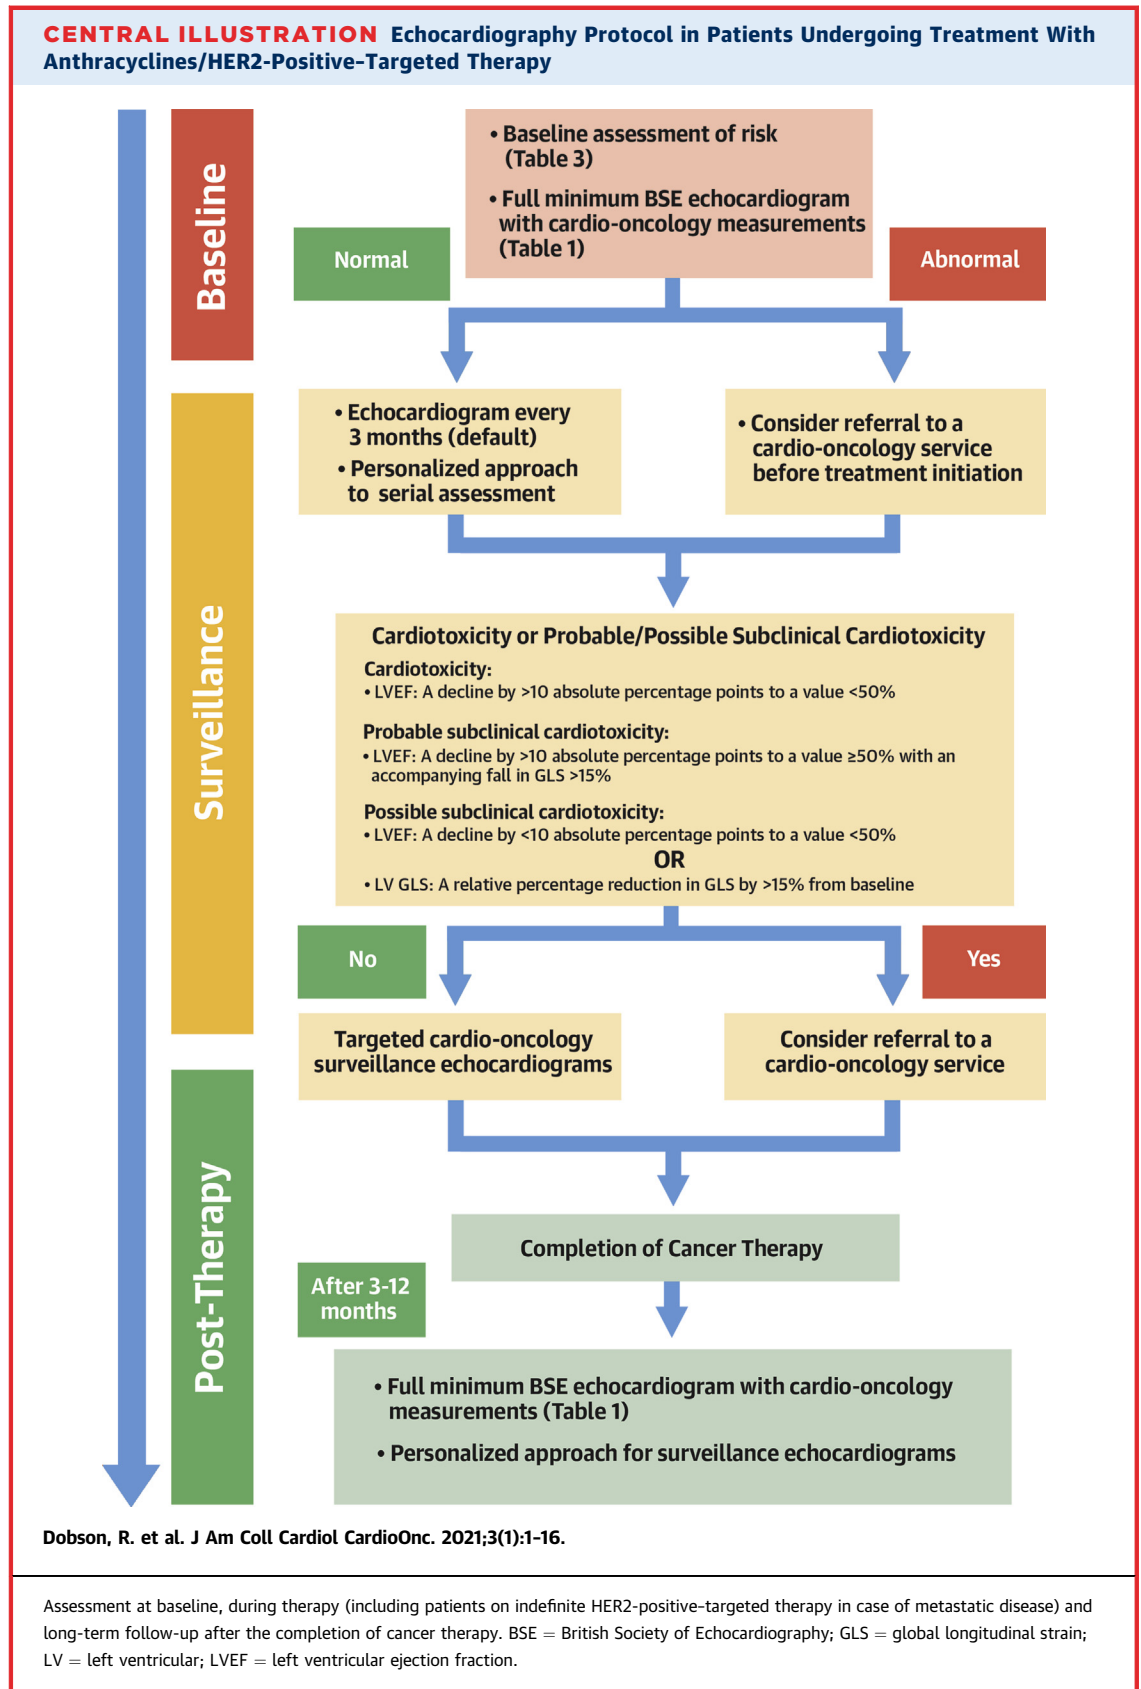 CENTRAL ILLUSTRATION Echocardiography Protocol in Patients Undergoing Treatment With
Anthracyclines/HER2-Positive-Targeted Therapy
Baseline
• Baseline assessment of risk
(Table 3)
• Full minimum BSE echocardiogram
with cardio-oncology measurements
(Table 1)
Normal
Abnormal
Surveillance
• Echocardiogram every
3 months (default)
• Personalized approach
to serial assessment
• Consider referral to a
cardio-oncology service
before treatment initiation
Cardiotoxicity or Probable/Possible Subclinical Cardiotoxicity
Cardiotoxicity:
• LVEF: A decline by >10 absolute percentage points to a value <50%
Probable subclinical cardiotoxicity:
• LVEF: A decline by >10 absolute percentage points to a value ≥50% with an
accompanying fall in GLS >15%
Possible subclinical cardiotoxicity:
• LVEF: A decline by <10 absolute percentage points to a value <50%
OR
• LV GLS: A relative percentage reduction in GLS by >15% from baseline
No
Yes
Targeted cardio-oncology
surveillance echocardiograms
Consider referral to a
cardio-oncology service
Post-Therapy
Completion of Cancer Therapy
After 3-12
months
• Full minimum BSE echocardiogram with cardio-oncology
measurements (Table 1)
• Personalized approach for surveillance echocardiograms
Dobson, R. et al. J Am Coll Cardiol CardioOnc. 2021;3(1):1-16.
Assessment at baseline, during therapy (including patients on indefinite HER2-positive-targeted therapy in case of metastatic disease) and
long-term follow-up after the completion of cancer therapy. BSE = British Society of Echocardiography; GLS = global longitudinal strain;
LV = left ventricular; LVEF = left ventricular ejection fraction.